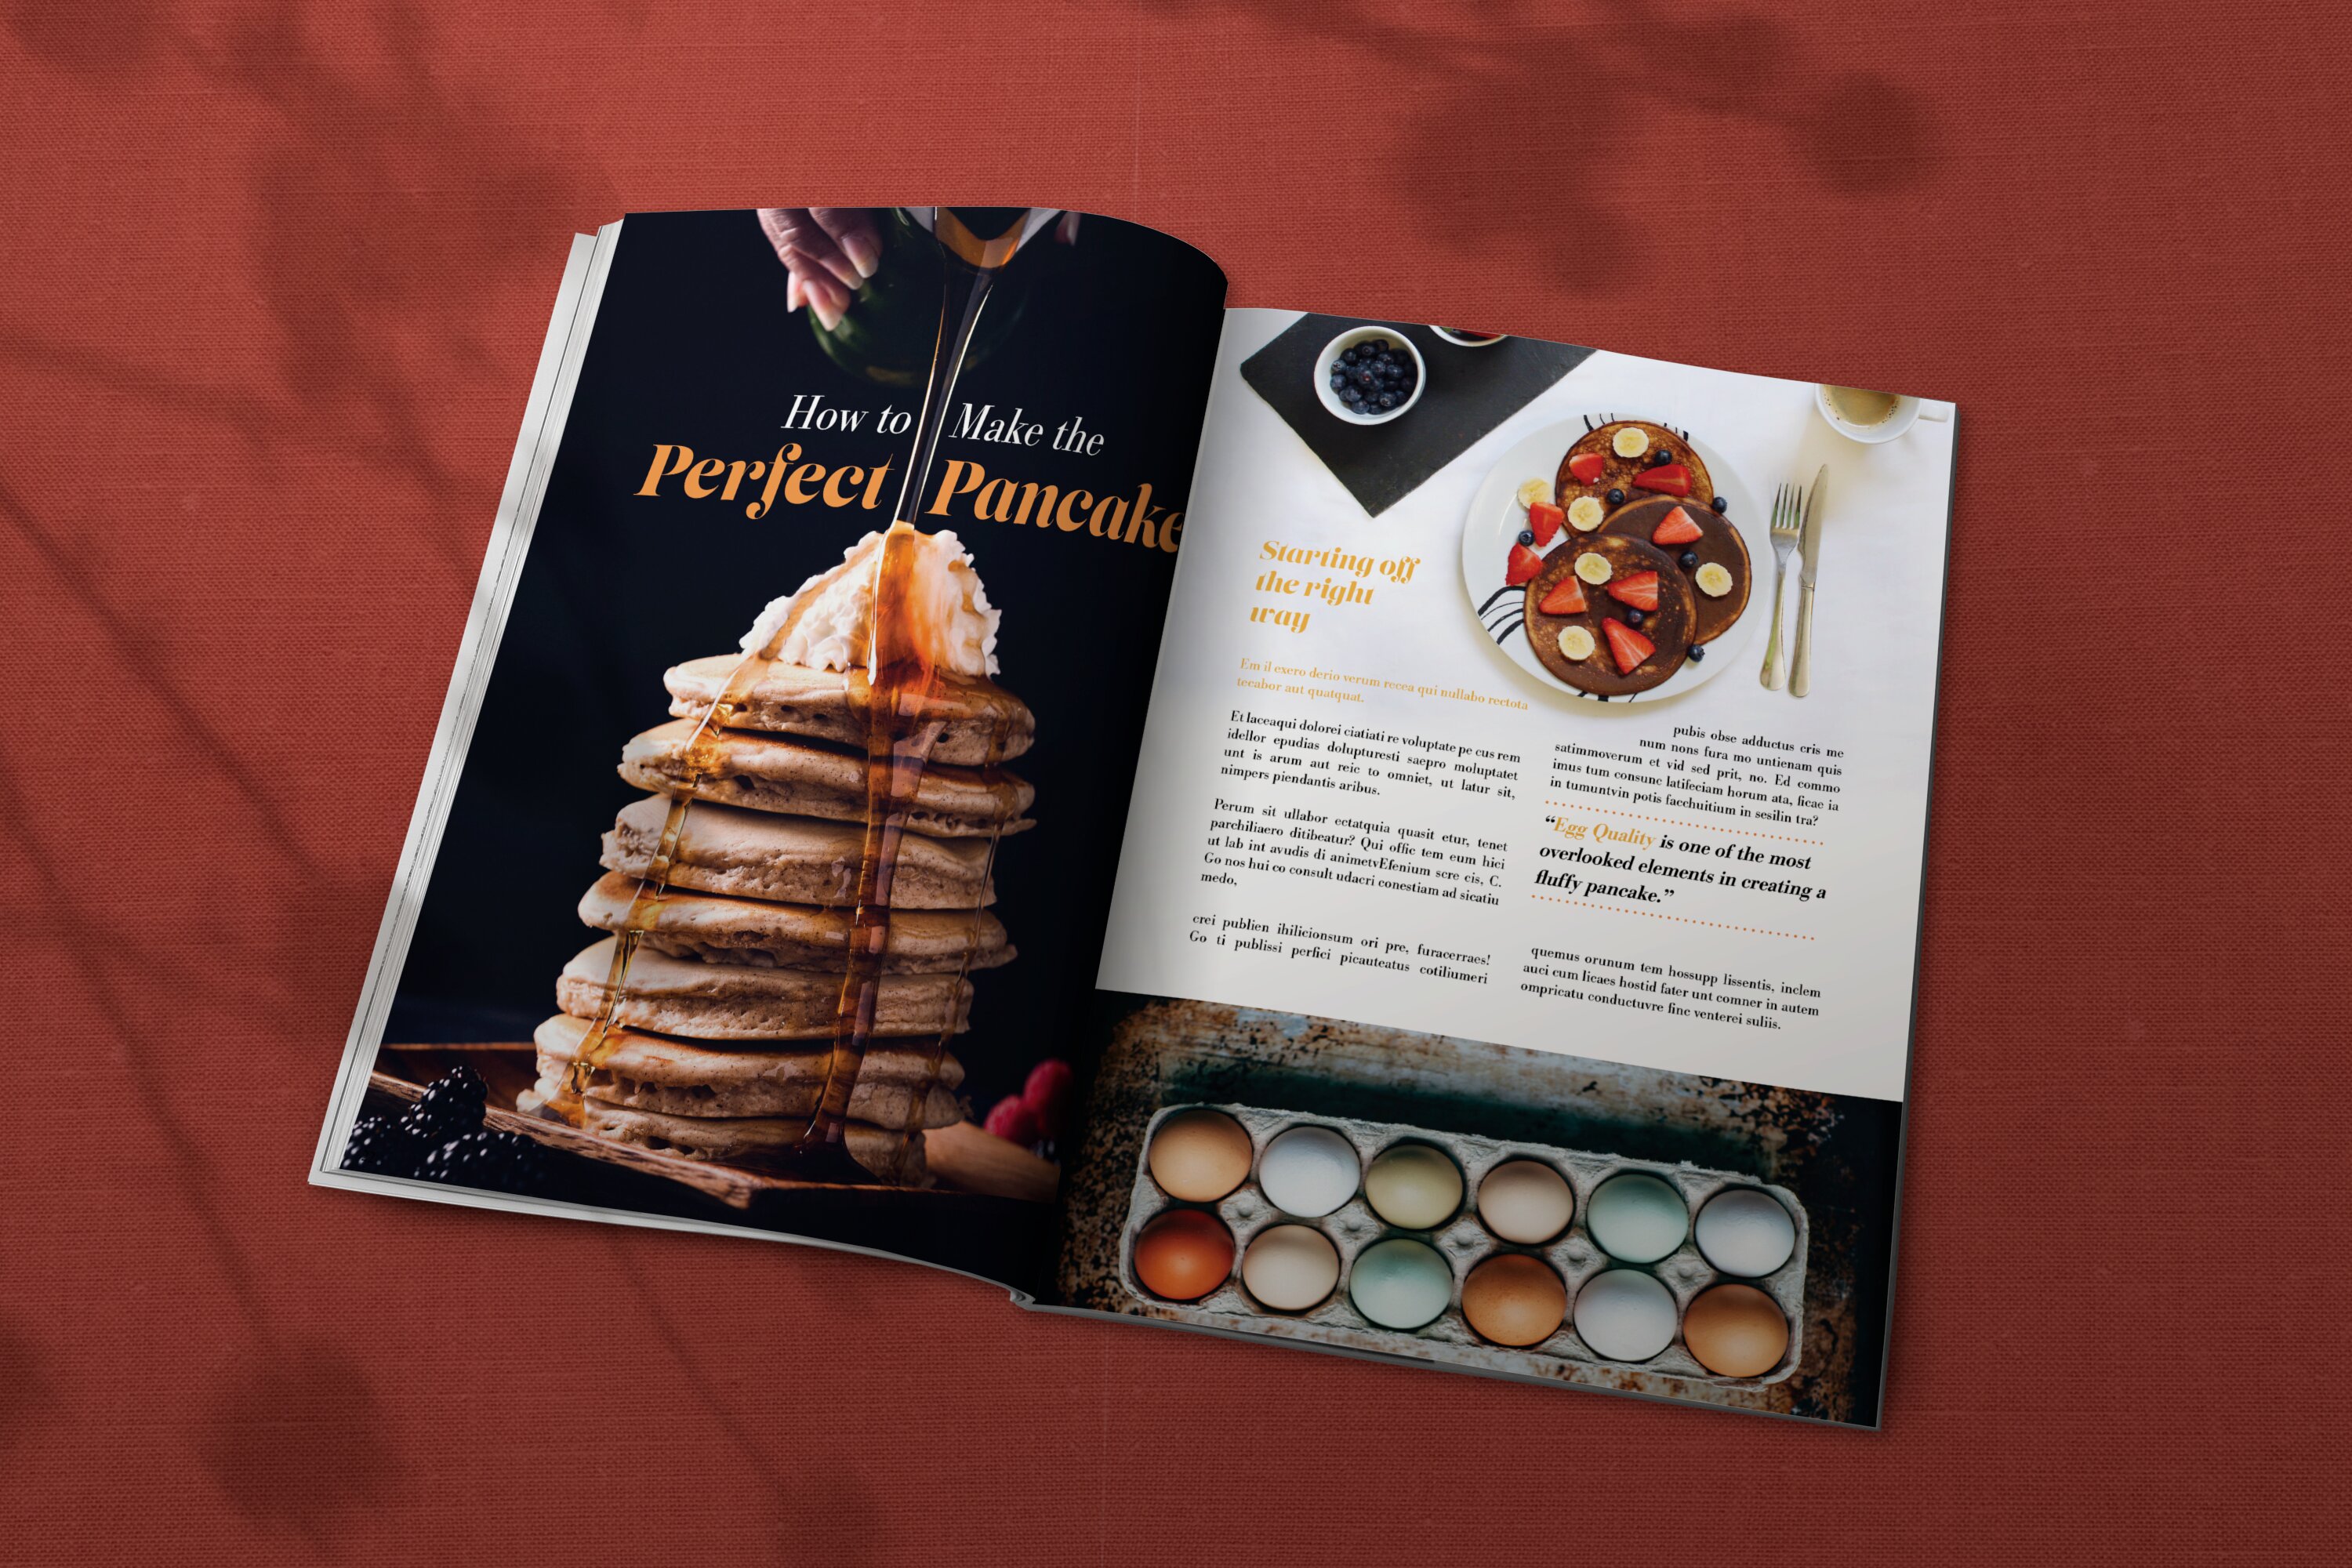 How to Make the
Perfect Pancake
Starting off
the right
way
Em il exero derio verum recea qui nullabo rectota
tecabor aut quatquat.
Et laceaqui dolorei ciatiati re voluptate pe cus rem
idellor epudias dolupturesti saepro moluptatet
unt is arum aut reic to omniet, ut latur sit,
nimpers piendantis aribus.
Perum sit ullabor ectatquia quasit etur, tenet
parchiliaero ditibeatur? Qui offic tem eum hici
ut lab int avudis di animetvEfenium sere cis, C.
Go nos hui co consult udacri conestiam ad sicatiu
medo,
crei publien ihilicionsum ori pre, furacerraes!
Go ti publissi perfici picauteatus cotiliumeri
pubis obse adductus cris me
num nons fura mo untienam quis
satimmoverum et vid sed prit, no. Ed commo
imus tum consunc latifeciam horum ata, ficae ia
in tumuntvin potis facchuitium in sesilin tra?
“Egg Quality is one of the most
overlooked elements in creating a
fluffy pancake.”
quemus orunum tem hossupp lissentis, inclem
auci cum licaes hostid fater unt comner in autem
ompricatu conductuvre finc venterei suliis.